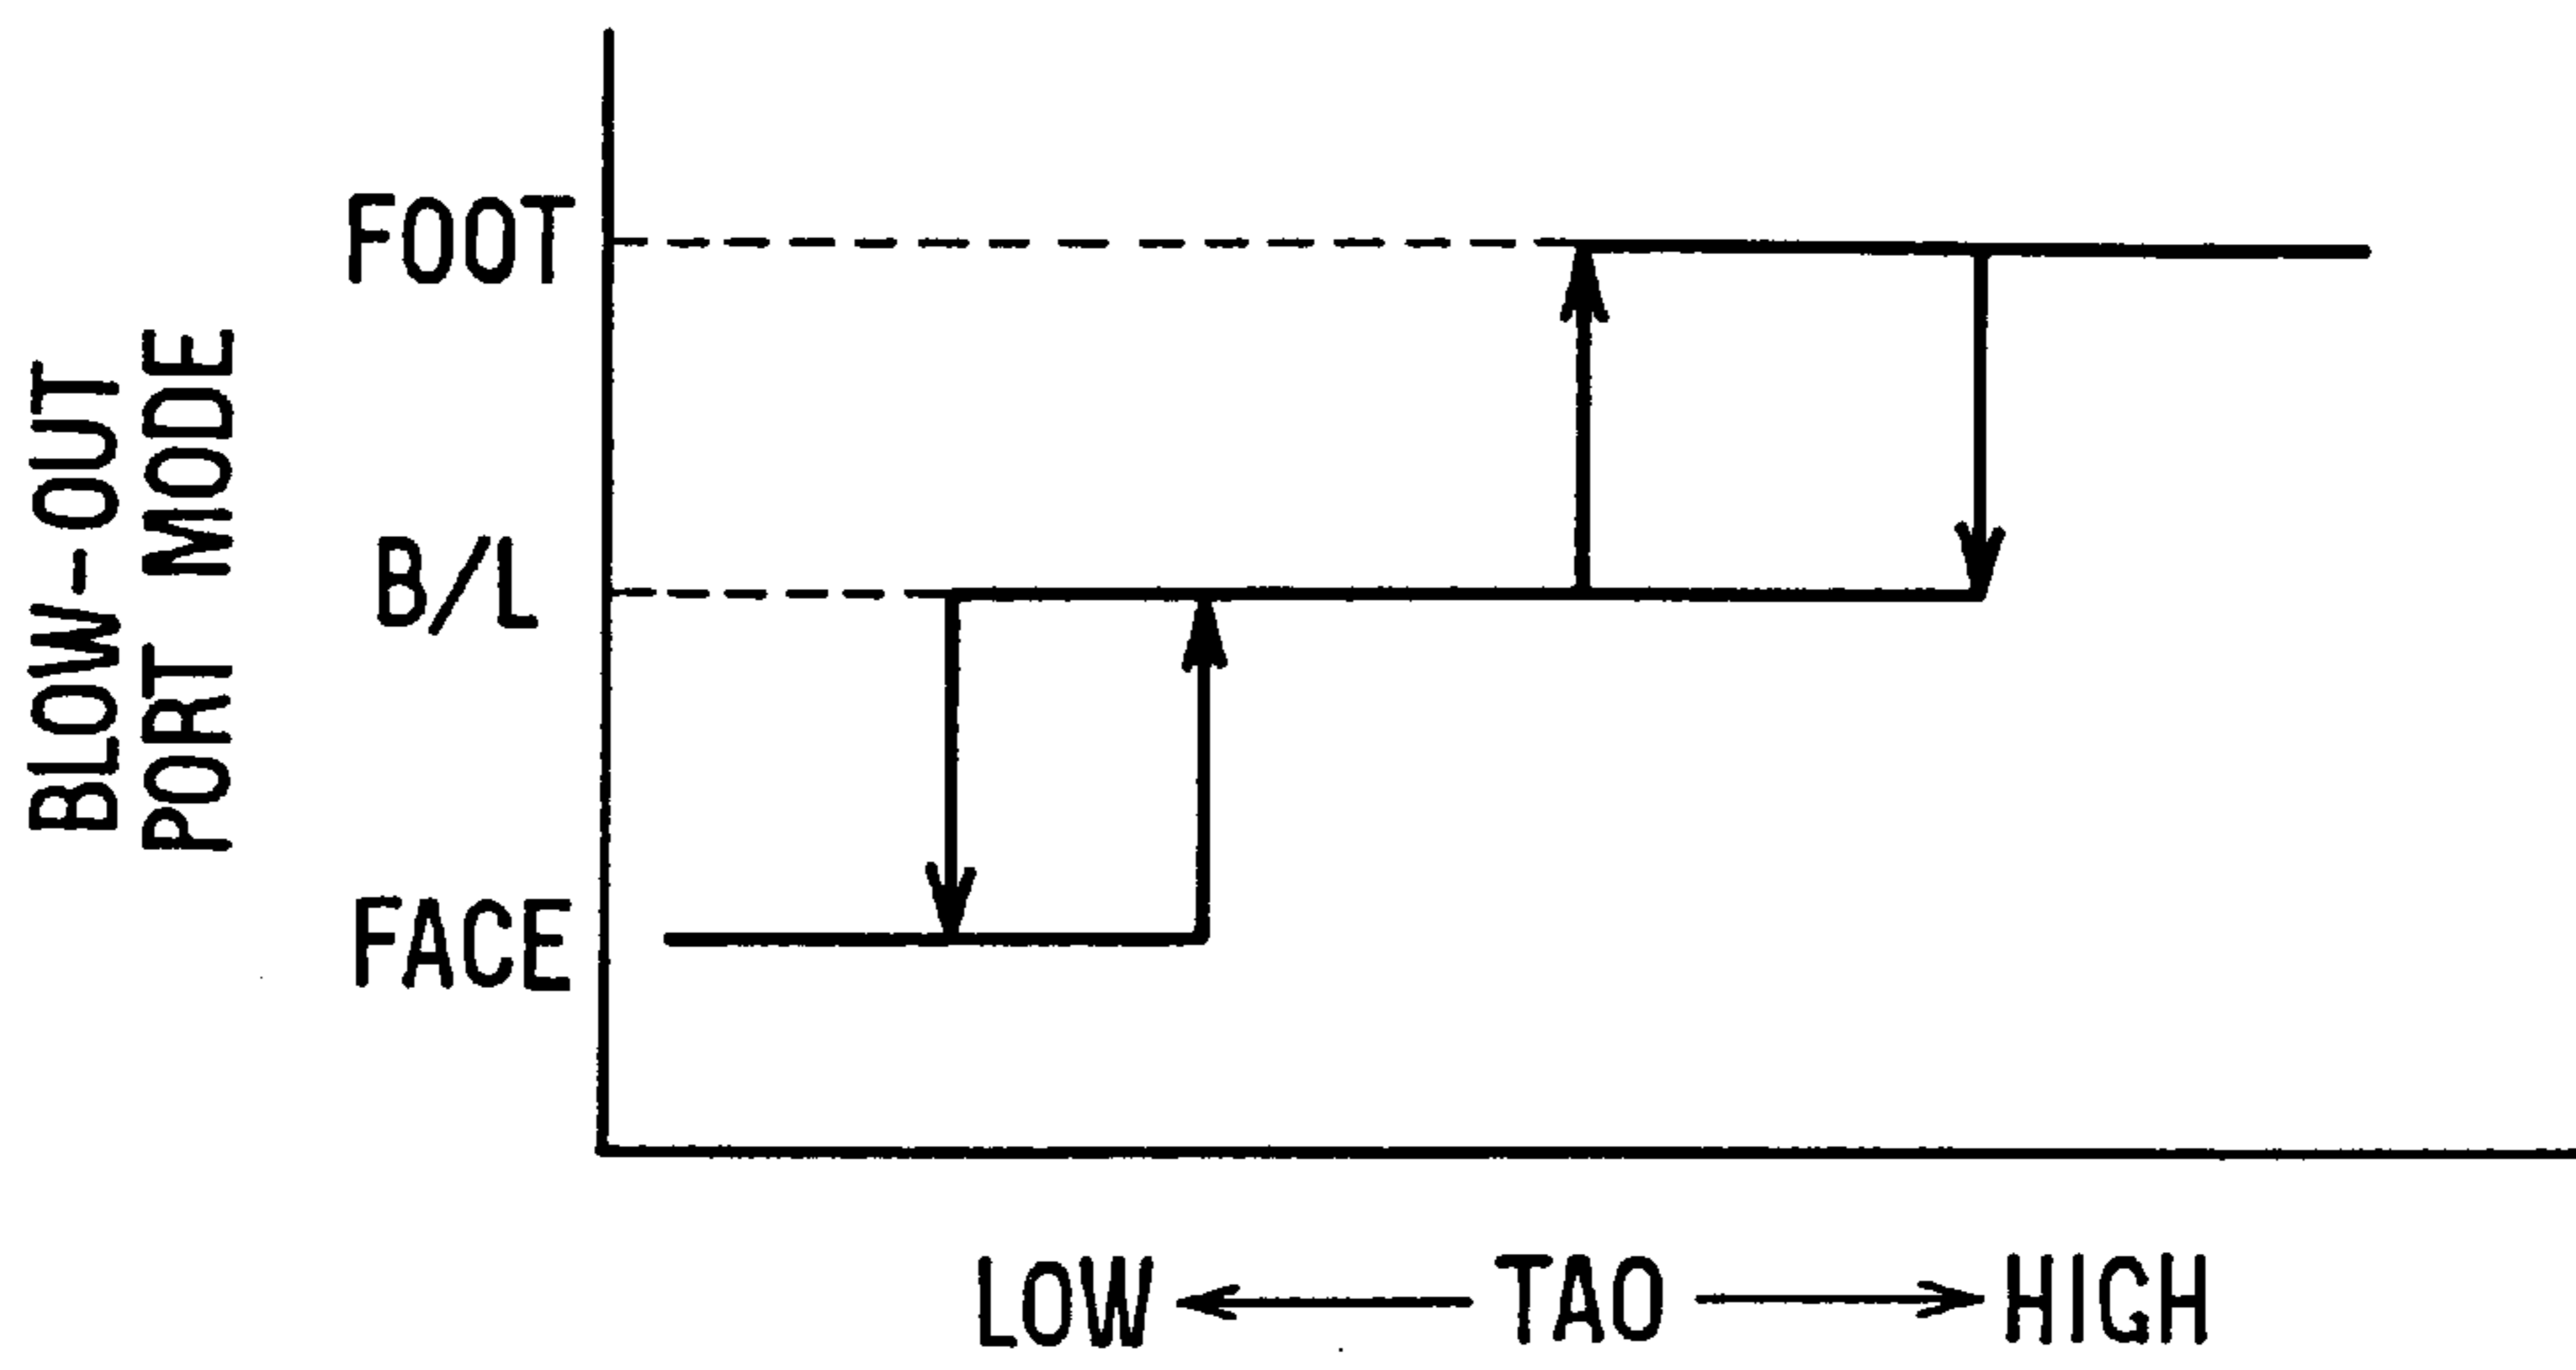 BLOW-OUT
PORT MODE
FOOT
B/L
FACE
LOW ← TAO → HIGH